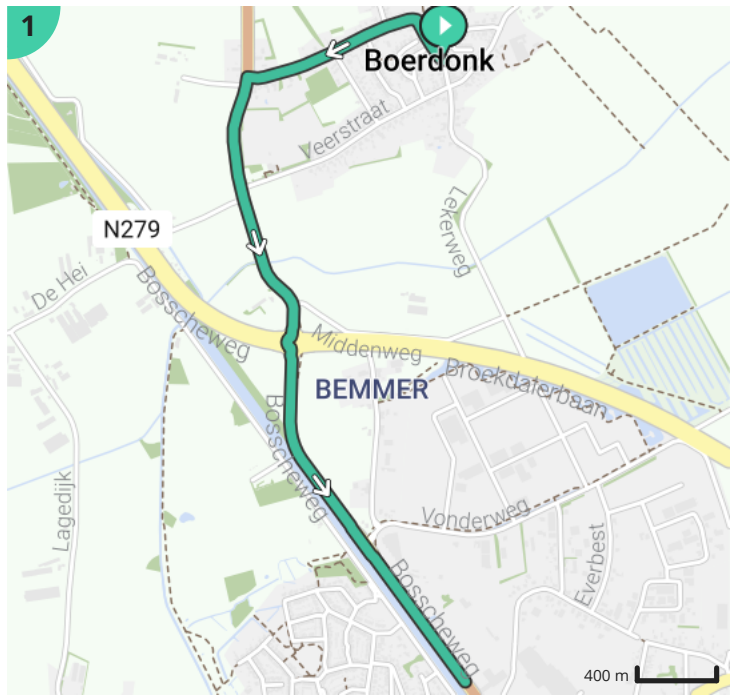 1
Boerdonk
Veerstraat
Lekerweg
N279
De Hei
Bosscheweg
Middenweg
Broekdalerbaan
BEMMER
Bosscheweg
Lagedijk
Vonderweg
Everbest
Bosscheweg
400 m